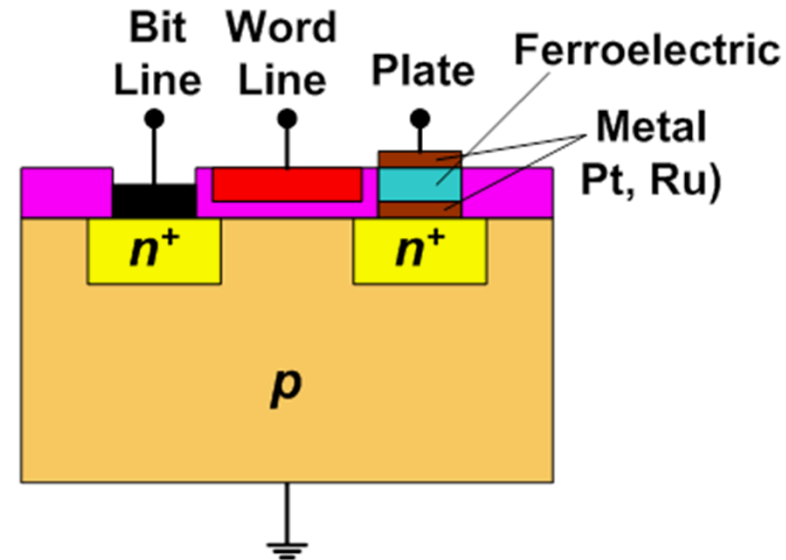 Bit
Line
Word
Line
Plate
Ferroelectric
Metal
Pt, Ru)
n+
n+
p